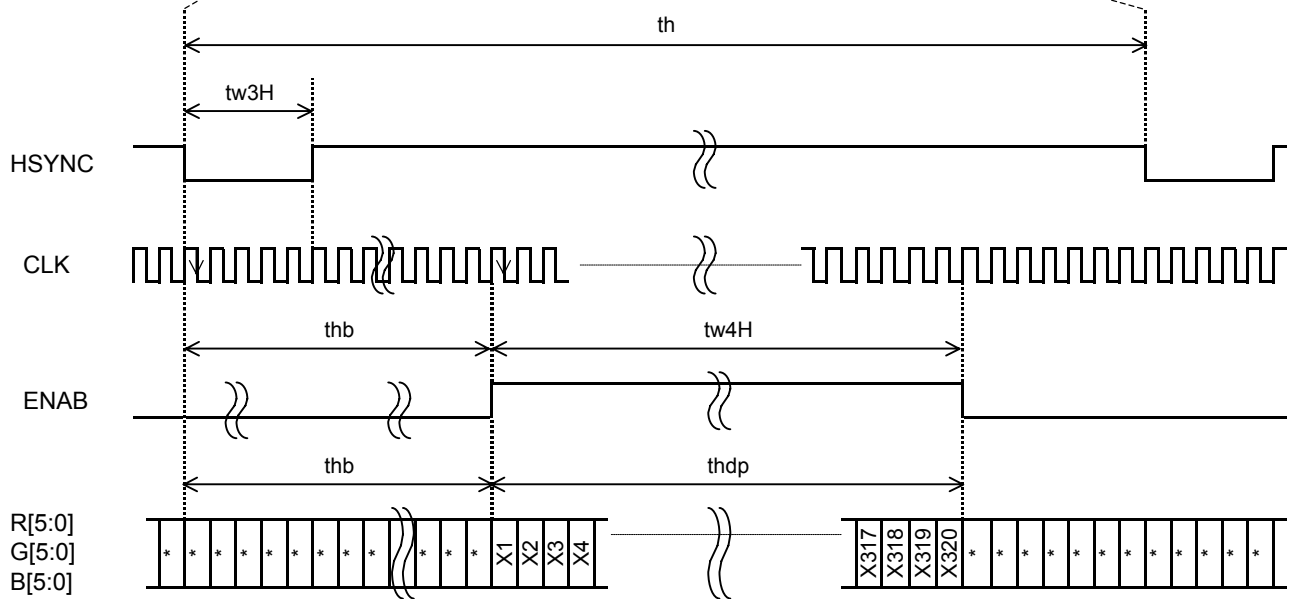 th
tw3H
HSYNC
CLK
thb tw4H
ENAB
thb thdp
R[5:0]
G[5:0]
B[5:0]
* * * * * * * * * * * * X1 X2 X3 X4 X317 X318 X319 X320 * * * * * * * * * * * *